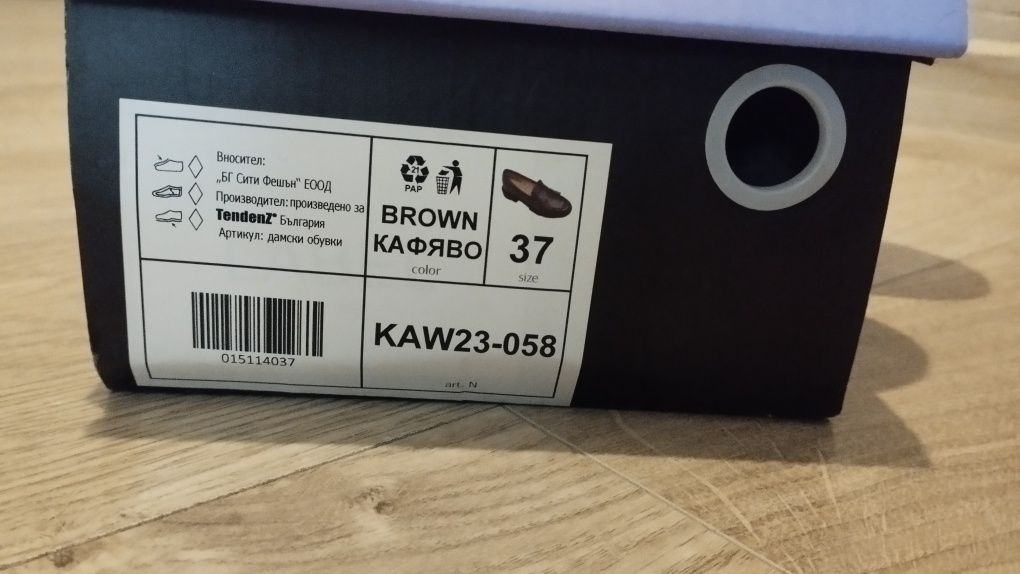 Вносител:
„БГ Сити Фешън" ЕООД
Производител: произведено за
TendenZ® България
Артикул: дамски обувки
21
PAP
BROWN
КАФЯВО
color
37
size
015114037
KAW23-058
art. N